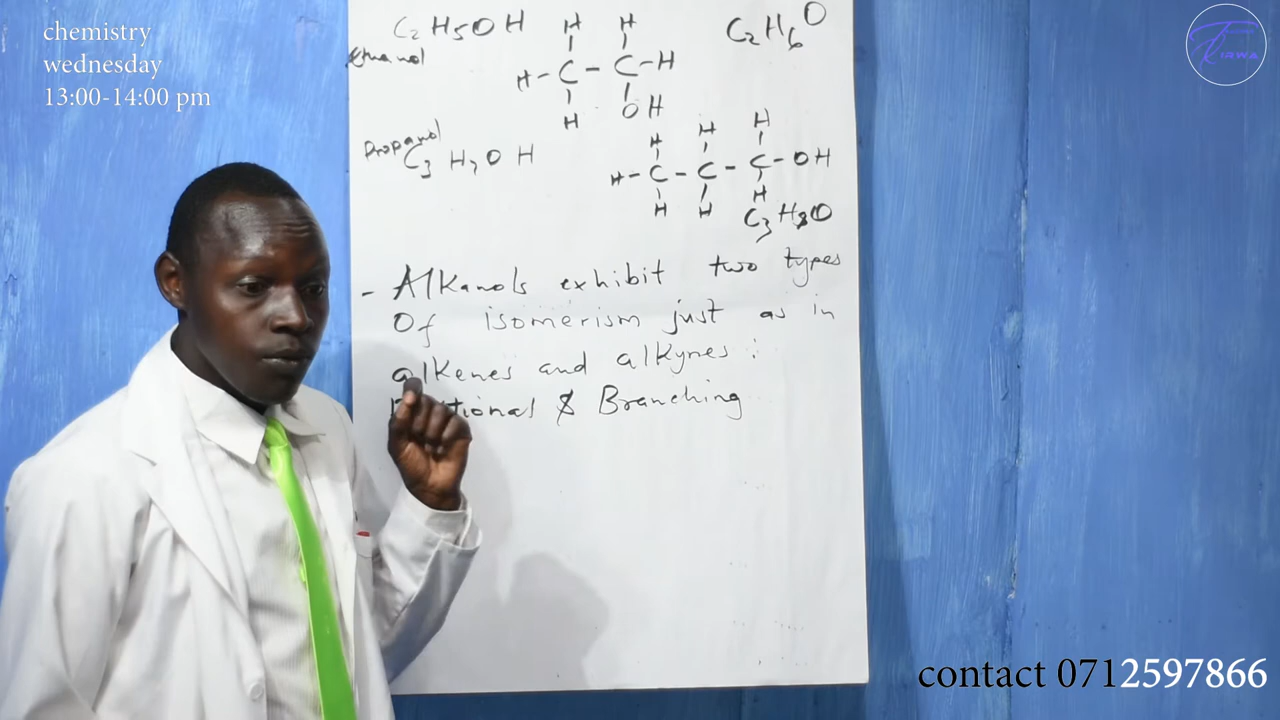 chemistry
wednesday
13:00-14:00 pm
KIRWA
C2H5OH
Ethanol
H H
H-C-C-H
H OH
C2H6O
Propanol
C3H7OH
H H H
H-C-C-C-OH
H H H
C3H8O
- Alkanols exhibit two types
Of isomerism just as in
alkenes and alkynes :
& Branching
contact 0712597866